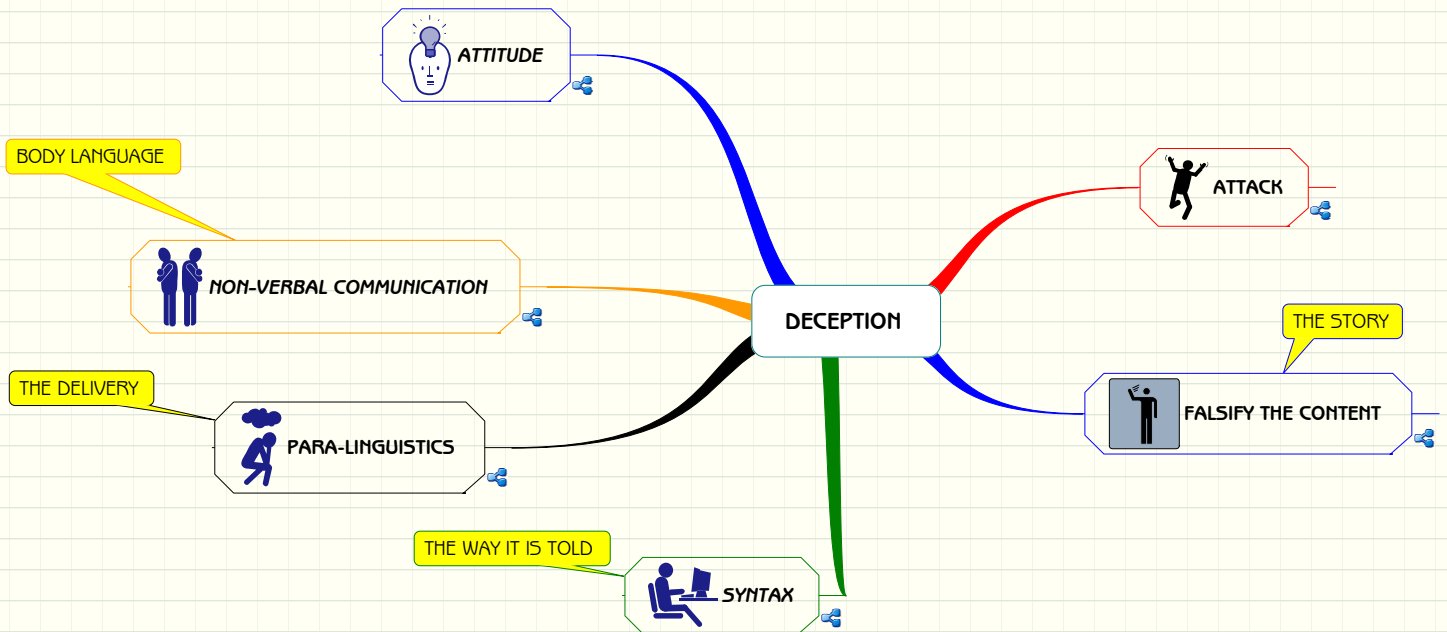 ATTITUDE
BODY LANGUAGE
ATTACK
NON-VERBAL COMMUNICATION
DECEPTION
THE STORY
THE DELIVERY
FALSIFY THE CONTENT
PARA-LINGUISTICS
THE WAY IT IS TOLD
SYNTAX